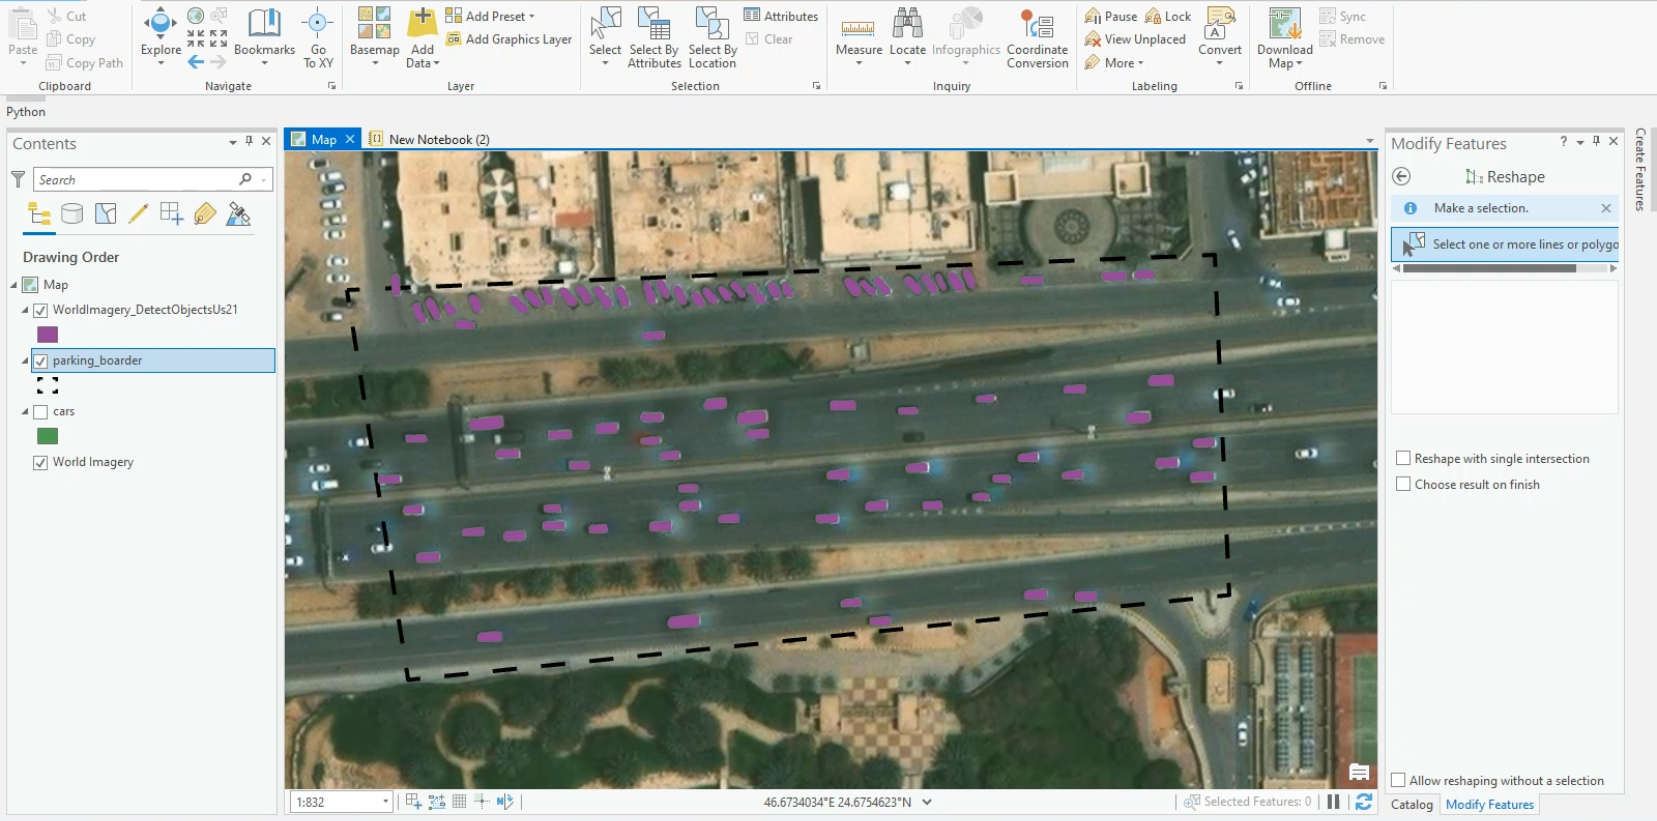 Paste
Cut
Copy
Copy Path
Clipboard
Explore
Bookmarks
Go
To XY
Navigate
Basemap
Add
Data
Add Preset
Add Graphics Layer
Layer
Select
Select By
Attributes
Select By
Location
Attributes
Clear
Selection
Measure
Locate
Infographics
Coordinate
Conversion
Inquiry
Pause
Lock
View Unplaced
More
Convert
Labeling
Download
Map
Sync
Remove
Offline
Python
Contents
Search
Drawing Order
Map
WorldImagery_DetectObjectsUs21
parking_boarder
cars
World Imagery
Map
New Notebook (2)
1:832
46.6734034°E 24.6754623°N
Selected Features: 0
Modify Features
?
Reshape
Make a selection.
Select one or more lines or polygo
Reshape with single intersection
Choose result on finish
Allow reshaping without a selection
Catalog
Modify Features
Create Features